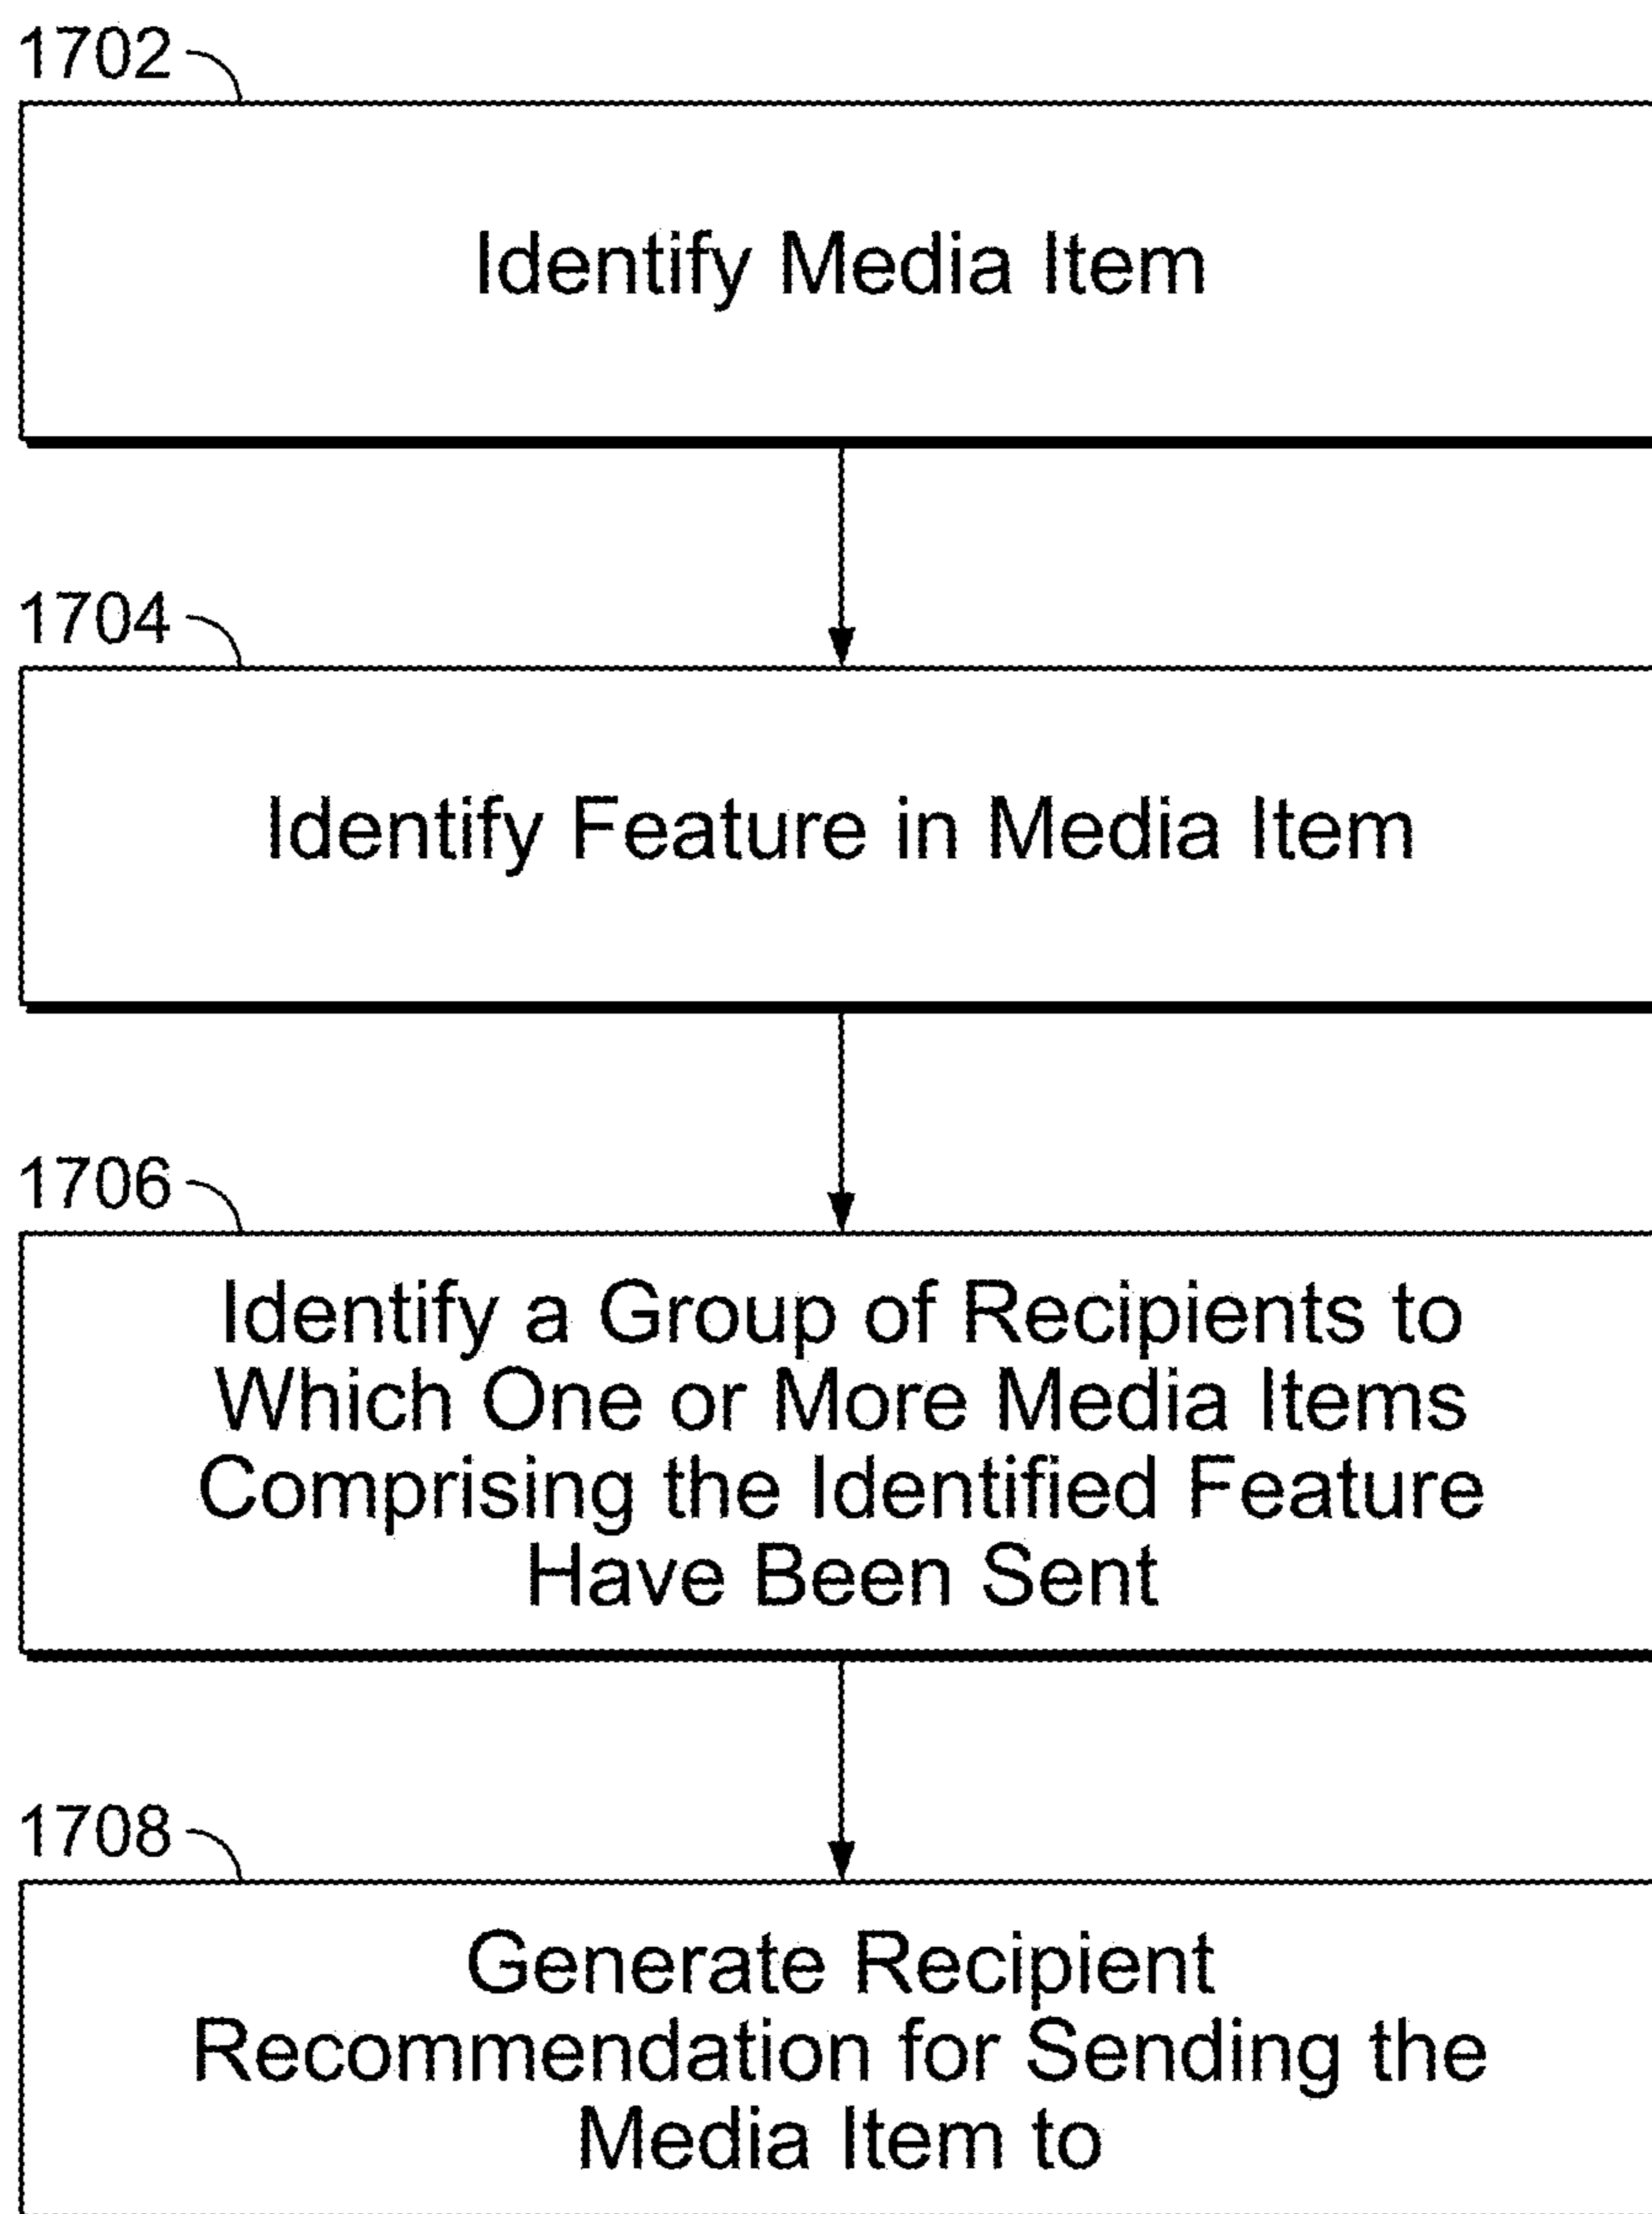 1702
Identify Media Item
1704
Identify Feature in Media Item
1706
Identify a Group of Recipients to
Which One or More Media Items
Comprising the Identified Feature
Have Been Sent
1708
Generate Recipient
Recommendation for Sending the
Media Item to